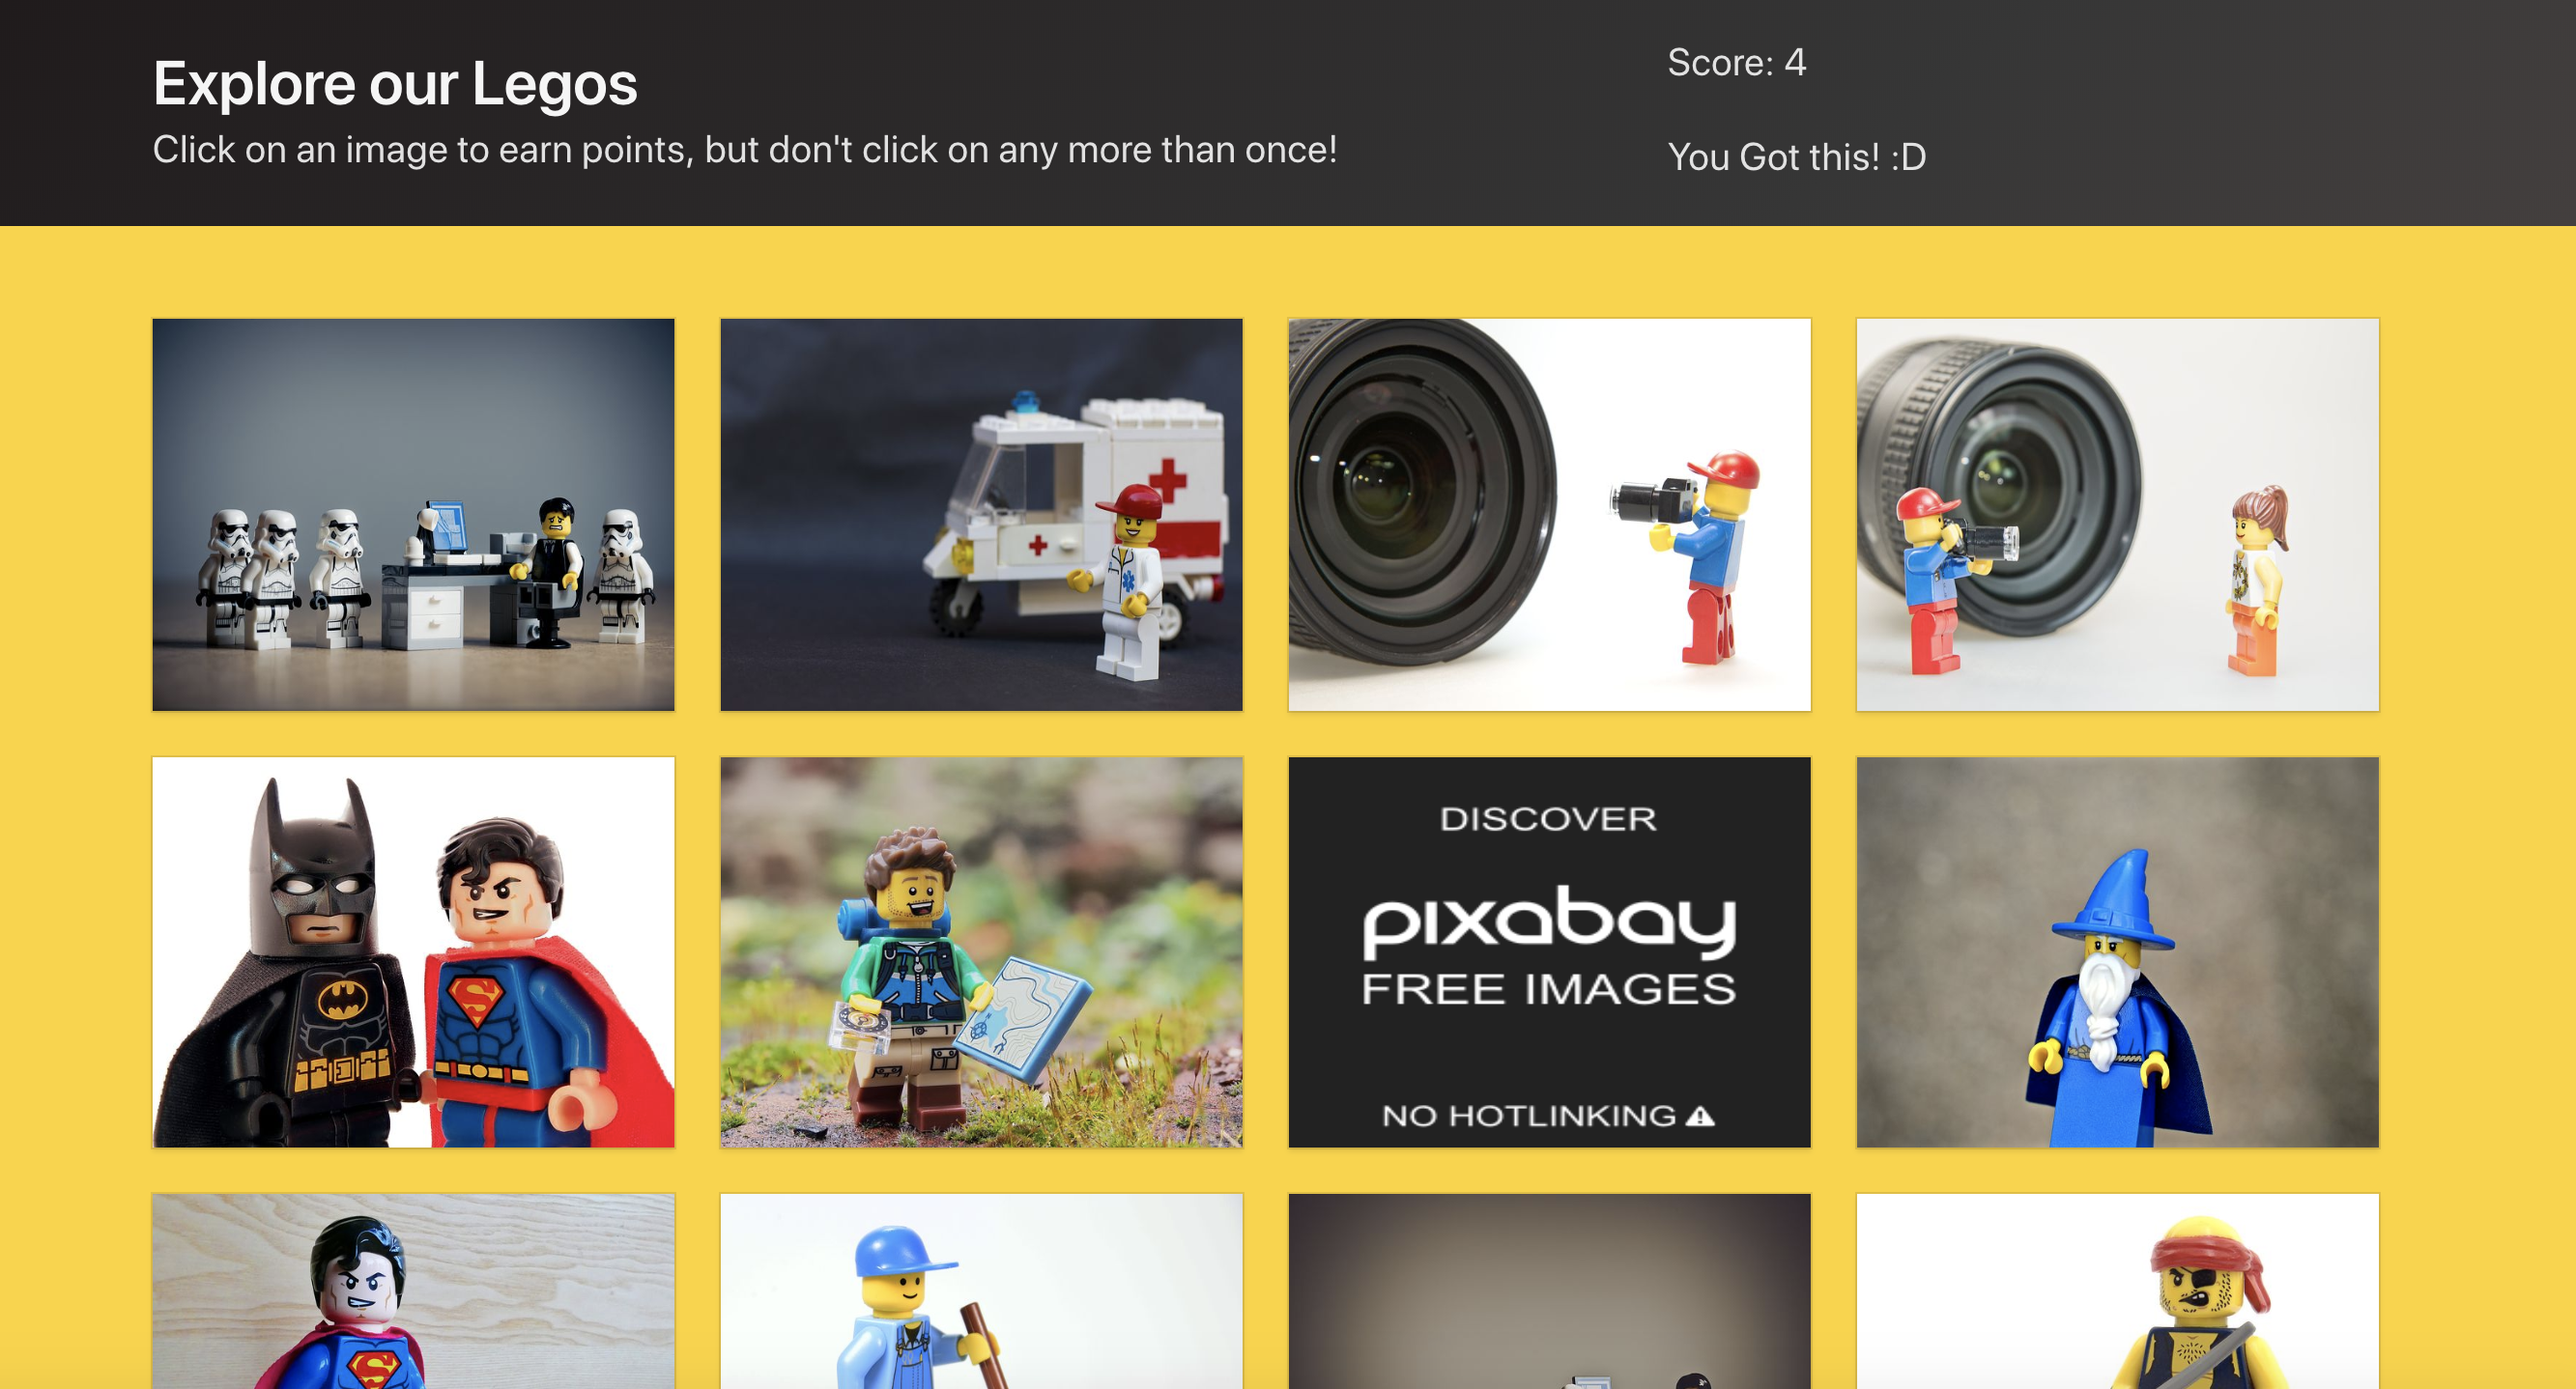 Explore our Legos
Click on an image to earn points, but don't click on any more than once!
Score: 4
You Got this! :D
DISCOVER
pixabay
FREE IMAGES
NO HOTLINKING